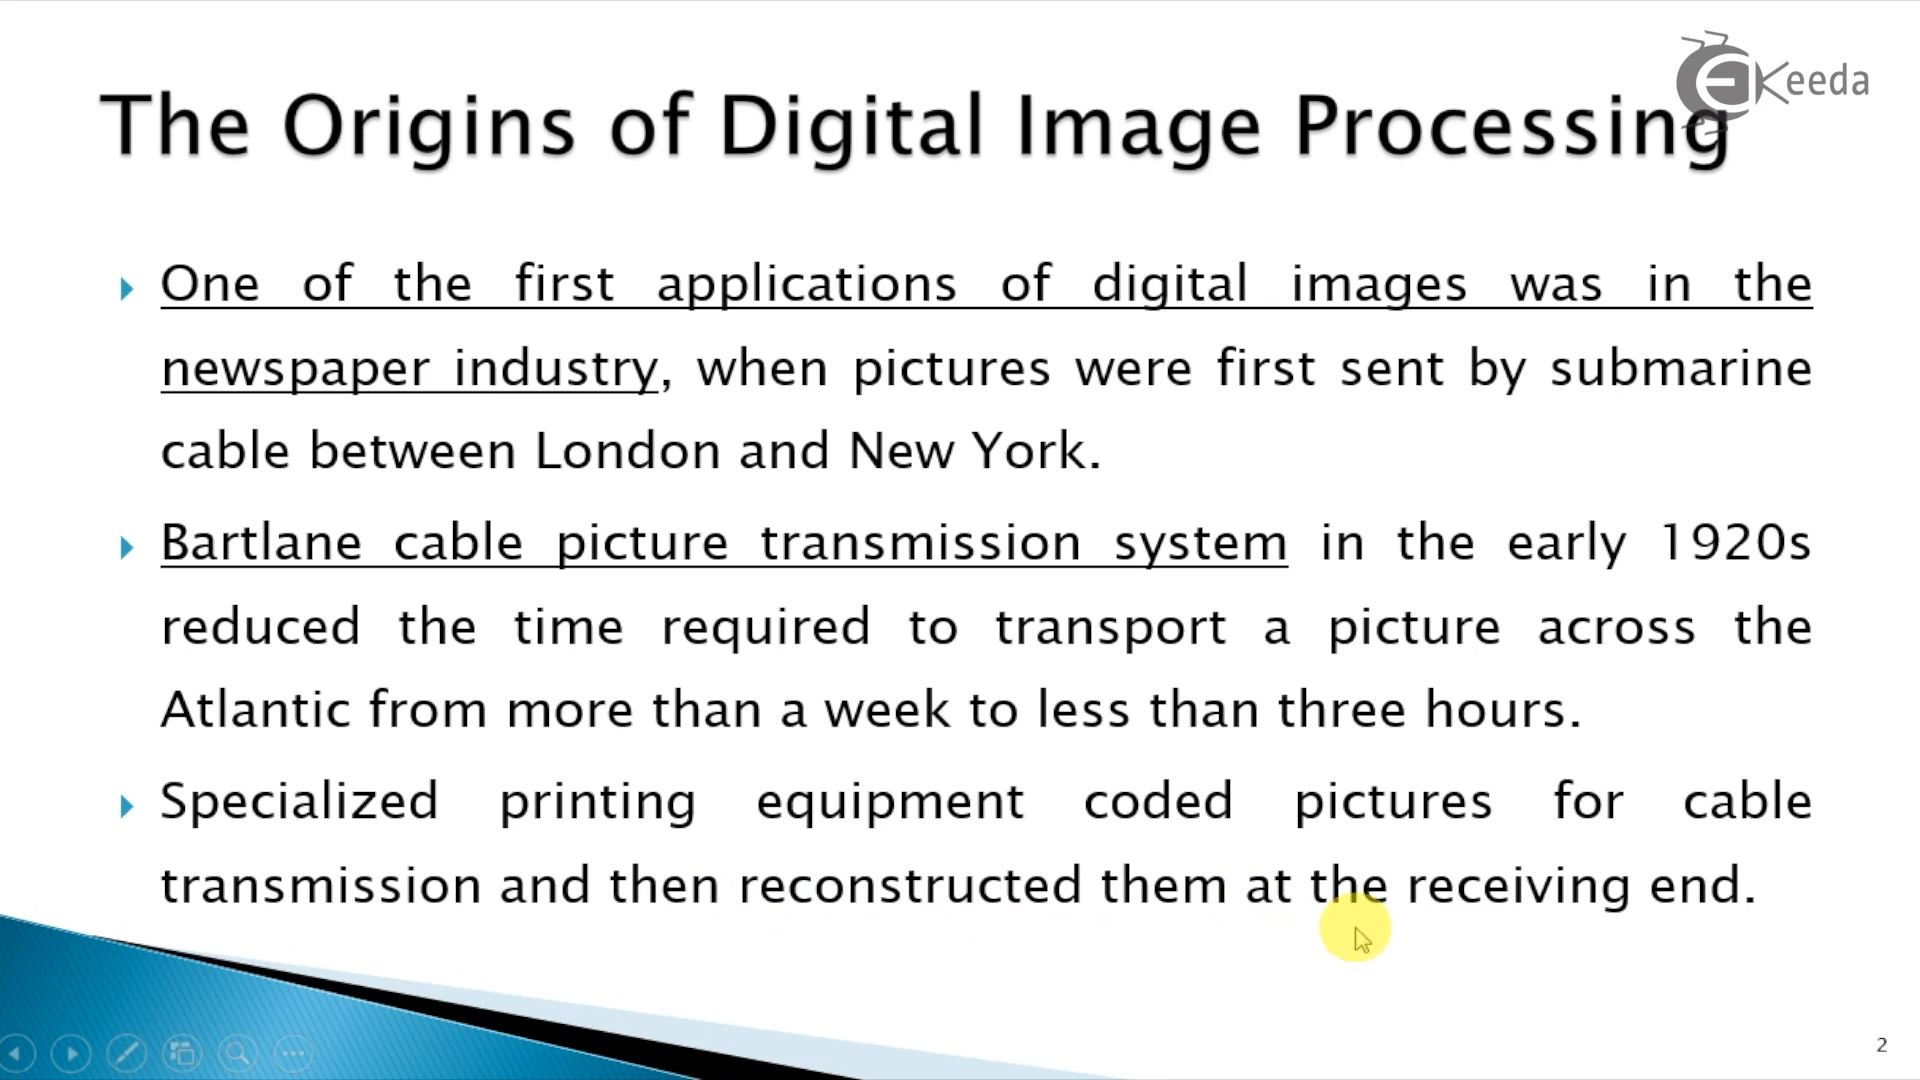 Keeda
The Origins of Digital Image Processing
One of the first applications of digital images was in the
newspaper industry, when pictures were first sent by submarine
cable between London and New York.
Bartlane cable picture transmission system in the early 1920s
reduced the time required to transport a picture across the
Atlantic from more than a week to less than three hours.
Specialized printing equipment coded pictures for cable
transmission and then reconstructed them at the receiving end.
2